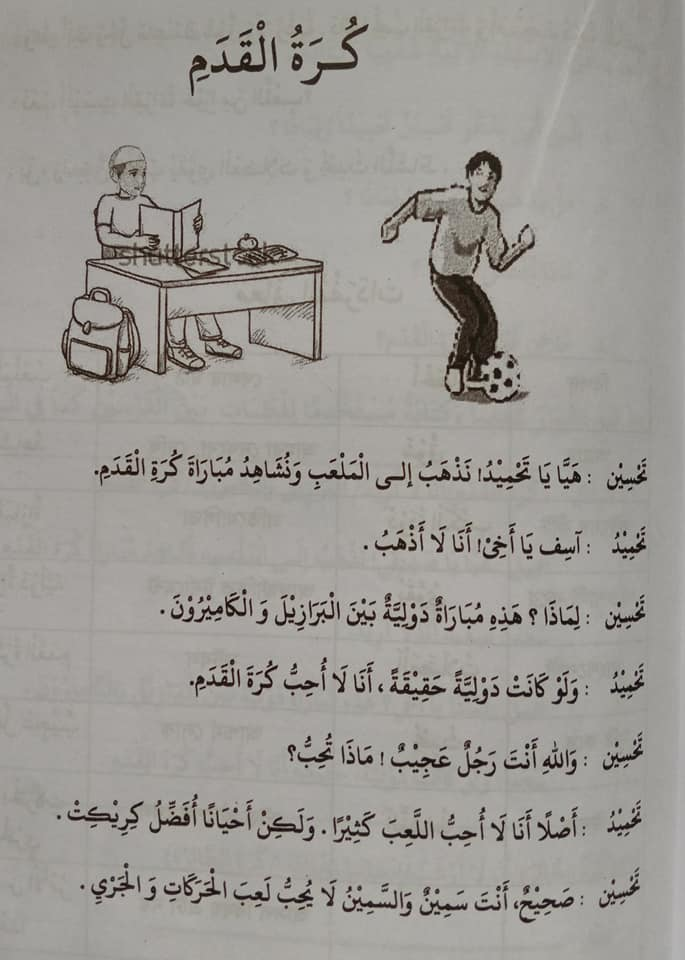 كُـرَةُ الْقَدَمِ
shutterst
تَحْسِيْن : هَيَّا يَا تَحْمِيْدُ! نَذْهَبُ إلى الْمَلْعَبِ وَنُشَاهِدُ مُبَارَاةَ كُرَةِ الْقَدَمِ.
تَحْمِيْدُ : آسِف يَا أَخِيْ! أَنَا لَا أَذْهَبُ .
تَحْسِيْن : لِمَاذَا ؟ هَذِهِ مُبَارَاةٌ دَوْلِيَّةٌ بَيْنَ الْبَرَازِيْلَ وَ الْكَامِيْرُوْنَ.
تَحْمِيْدُ : وَلَوْ كَانَتْ دَوْلِيَّةً حَقِيْقَةً ، أَنَا لَا أُحِبُّ كُرَةَ الْقَدَمِ.
تَحْسِيْن : وَاللهِ أَنْتَ رَجُلٌ عَجِيْبٌ ! مَاذَا تُحِبُّ؟
تَحْمِيْدُ : أَصْلًا أَنَا لَا أُحِبُّ اللَّعِبَ كَثِيْرًا . وَلَكِنْ أَحْيَانًا أُفَضِّلُ كِرِيْكِتْ .
تَحْسِيْن : صَحِيْحٌ، أَنْتَ سَمِيْنٌ وَالسَّمِيْنُ لَا يُحِبُّ لَعِبَ الْحَرَكَاتِ وَ الْجَرْيِ .